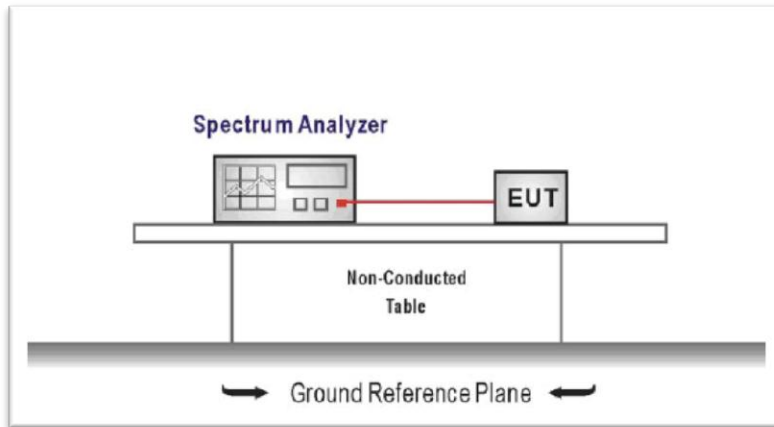 Spectrum Analyzer
EUT
Non-Conducted
Table
Ground Reference Plane